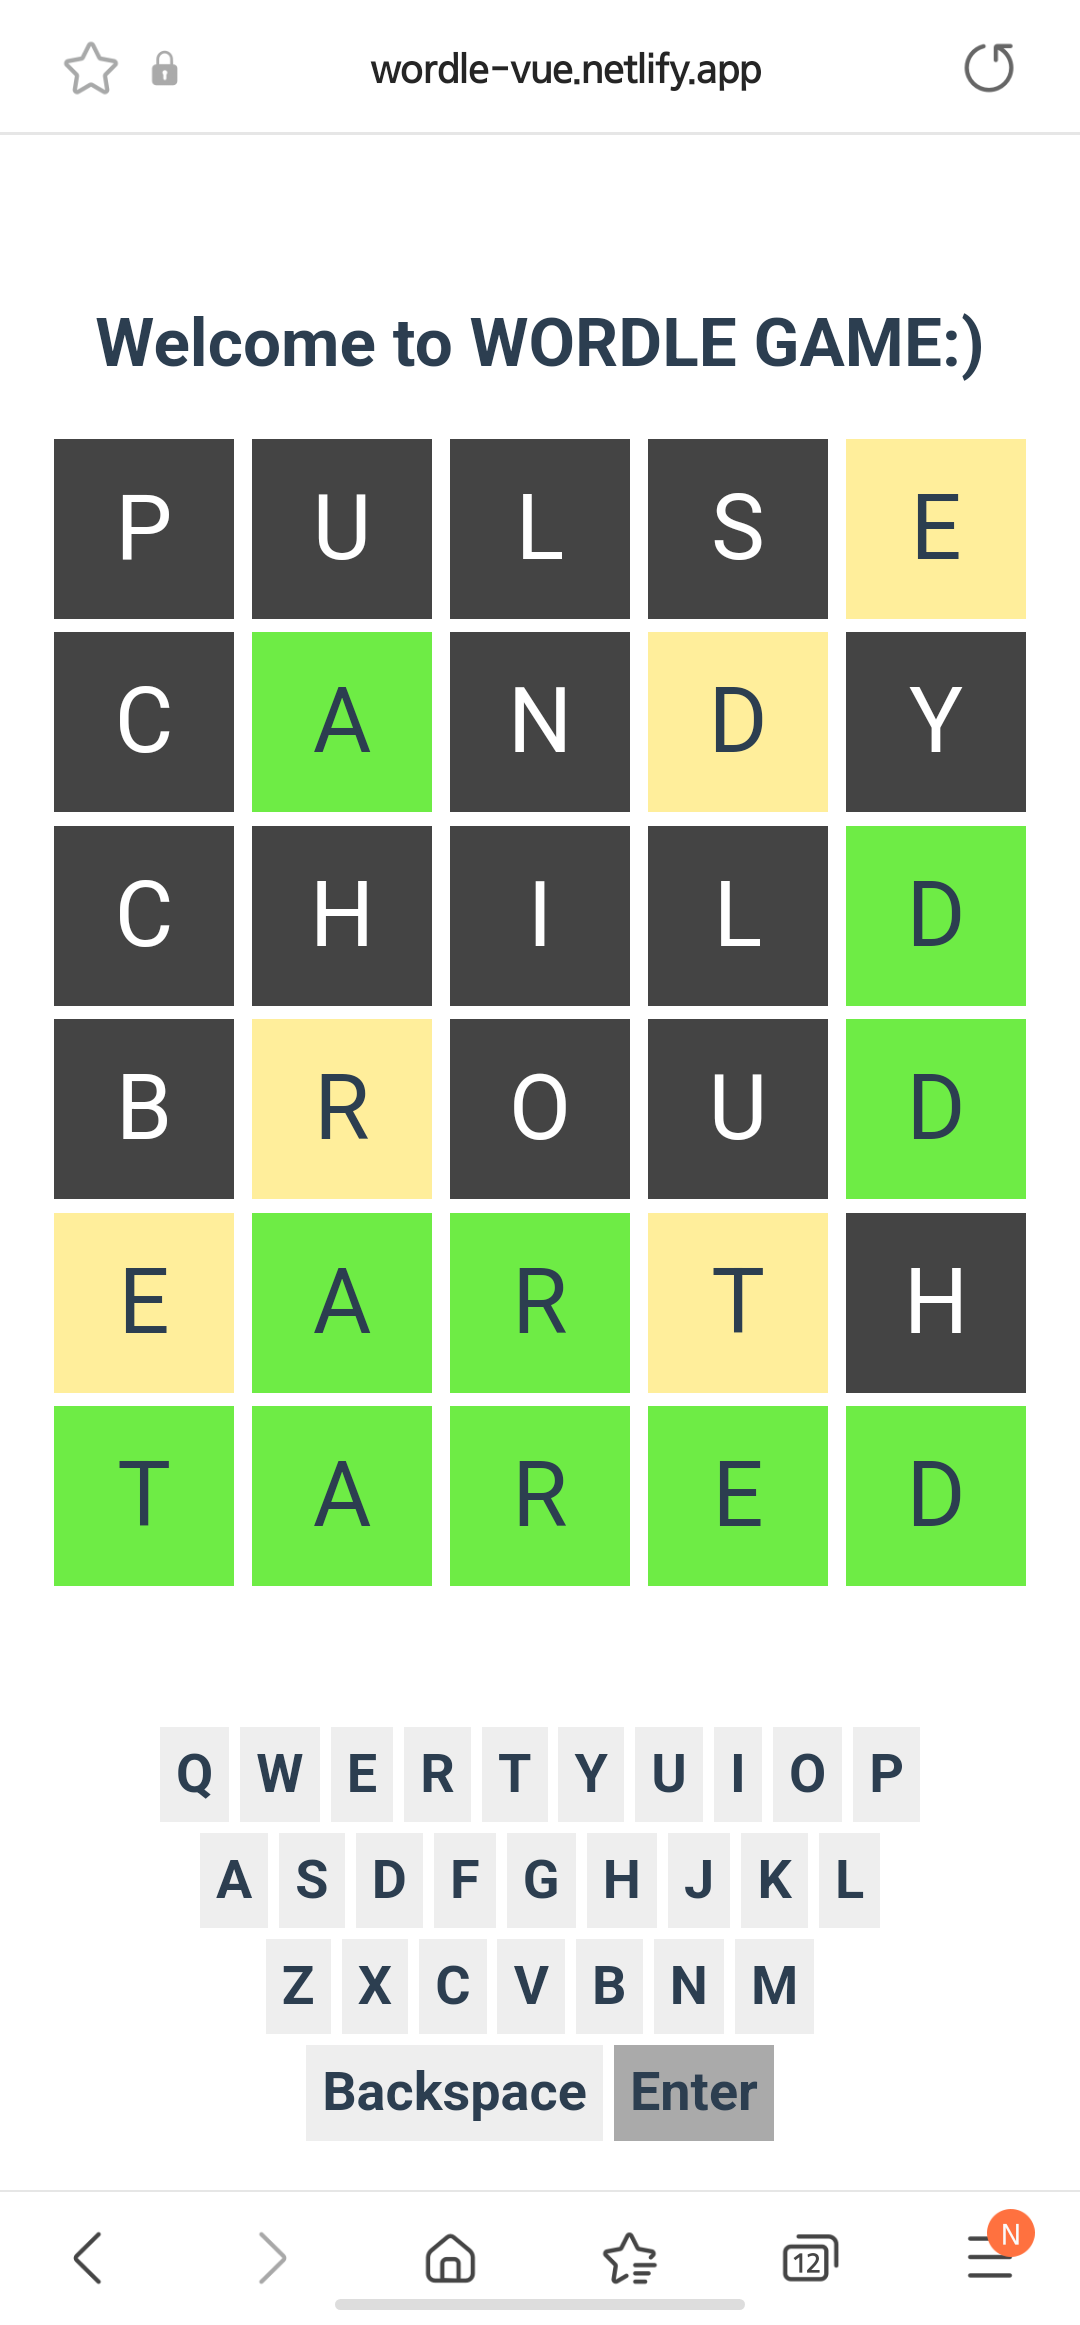 wordle-vue.netlify.app
Welcome to WORDLE GAME:)
P U L S E
C A N D Y
C H I L D
B R O U D
E A R T H
T A R E D
Q W E R T Y U I O P
A S D F G H J K L
Z X C V B N M
Backspace Enter
12 N